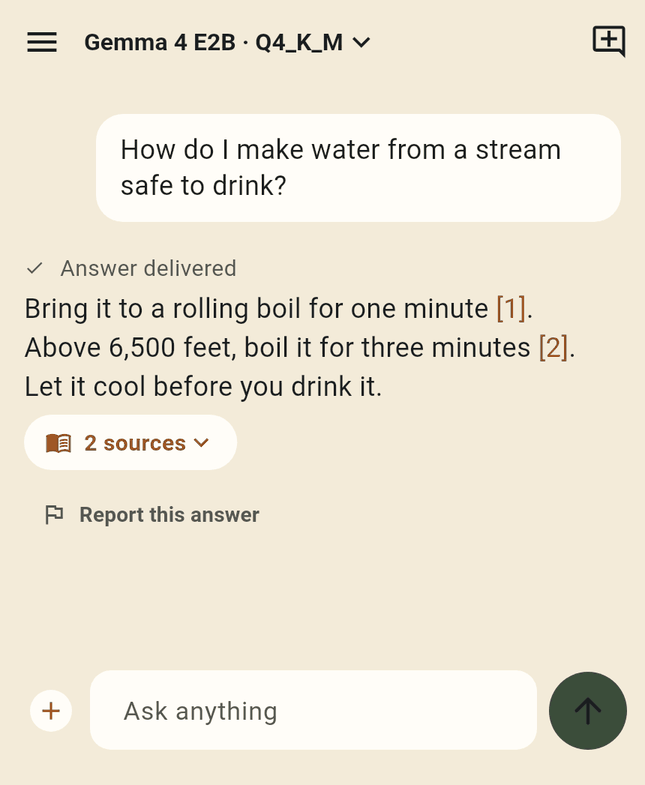 Gemma 4 E2B · Q4_K_M
How do I make water from a stream
safe to drink?
Answer delivered
Bring it to a rolling boil for one minute [1].
Above 6,500 feet, boil it for three minutes [2].
Let it cool before you drink it.
2 sources
Report this answer
Ask anything